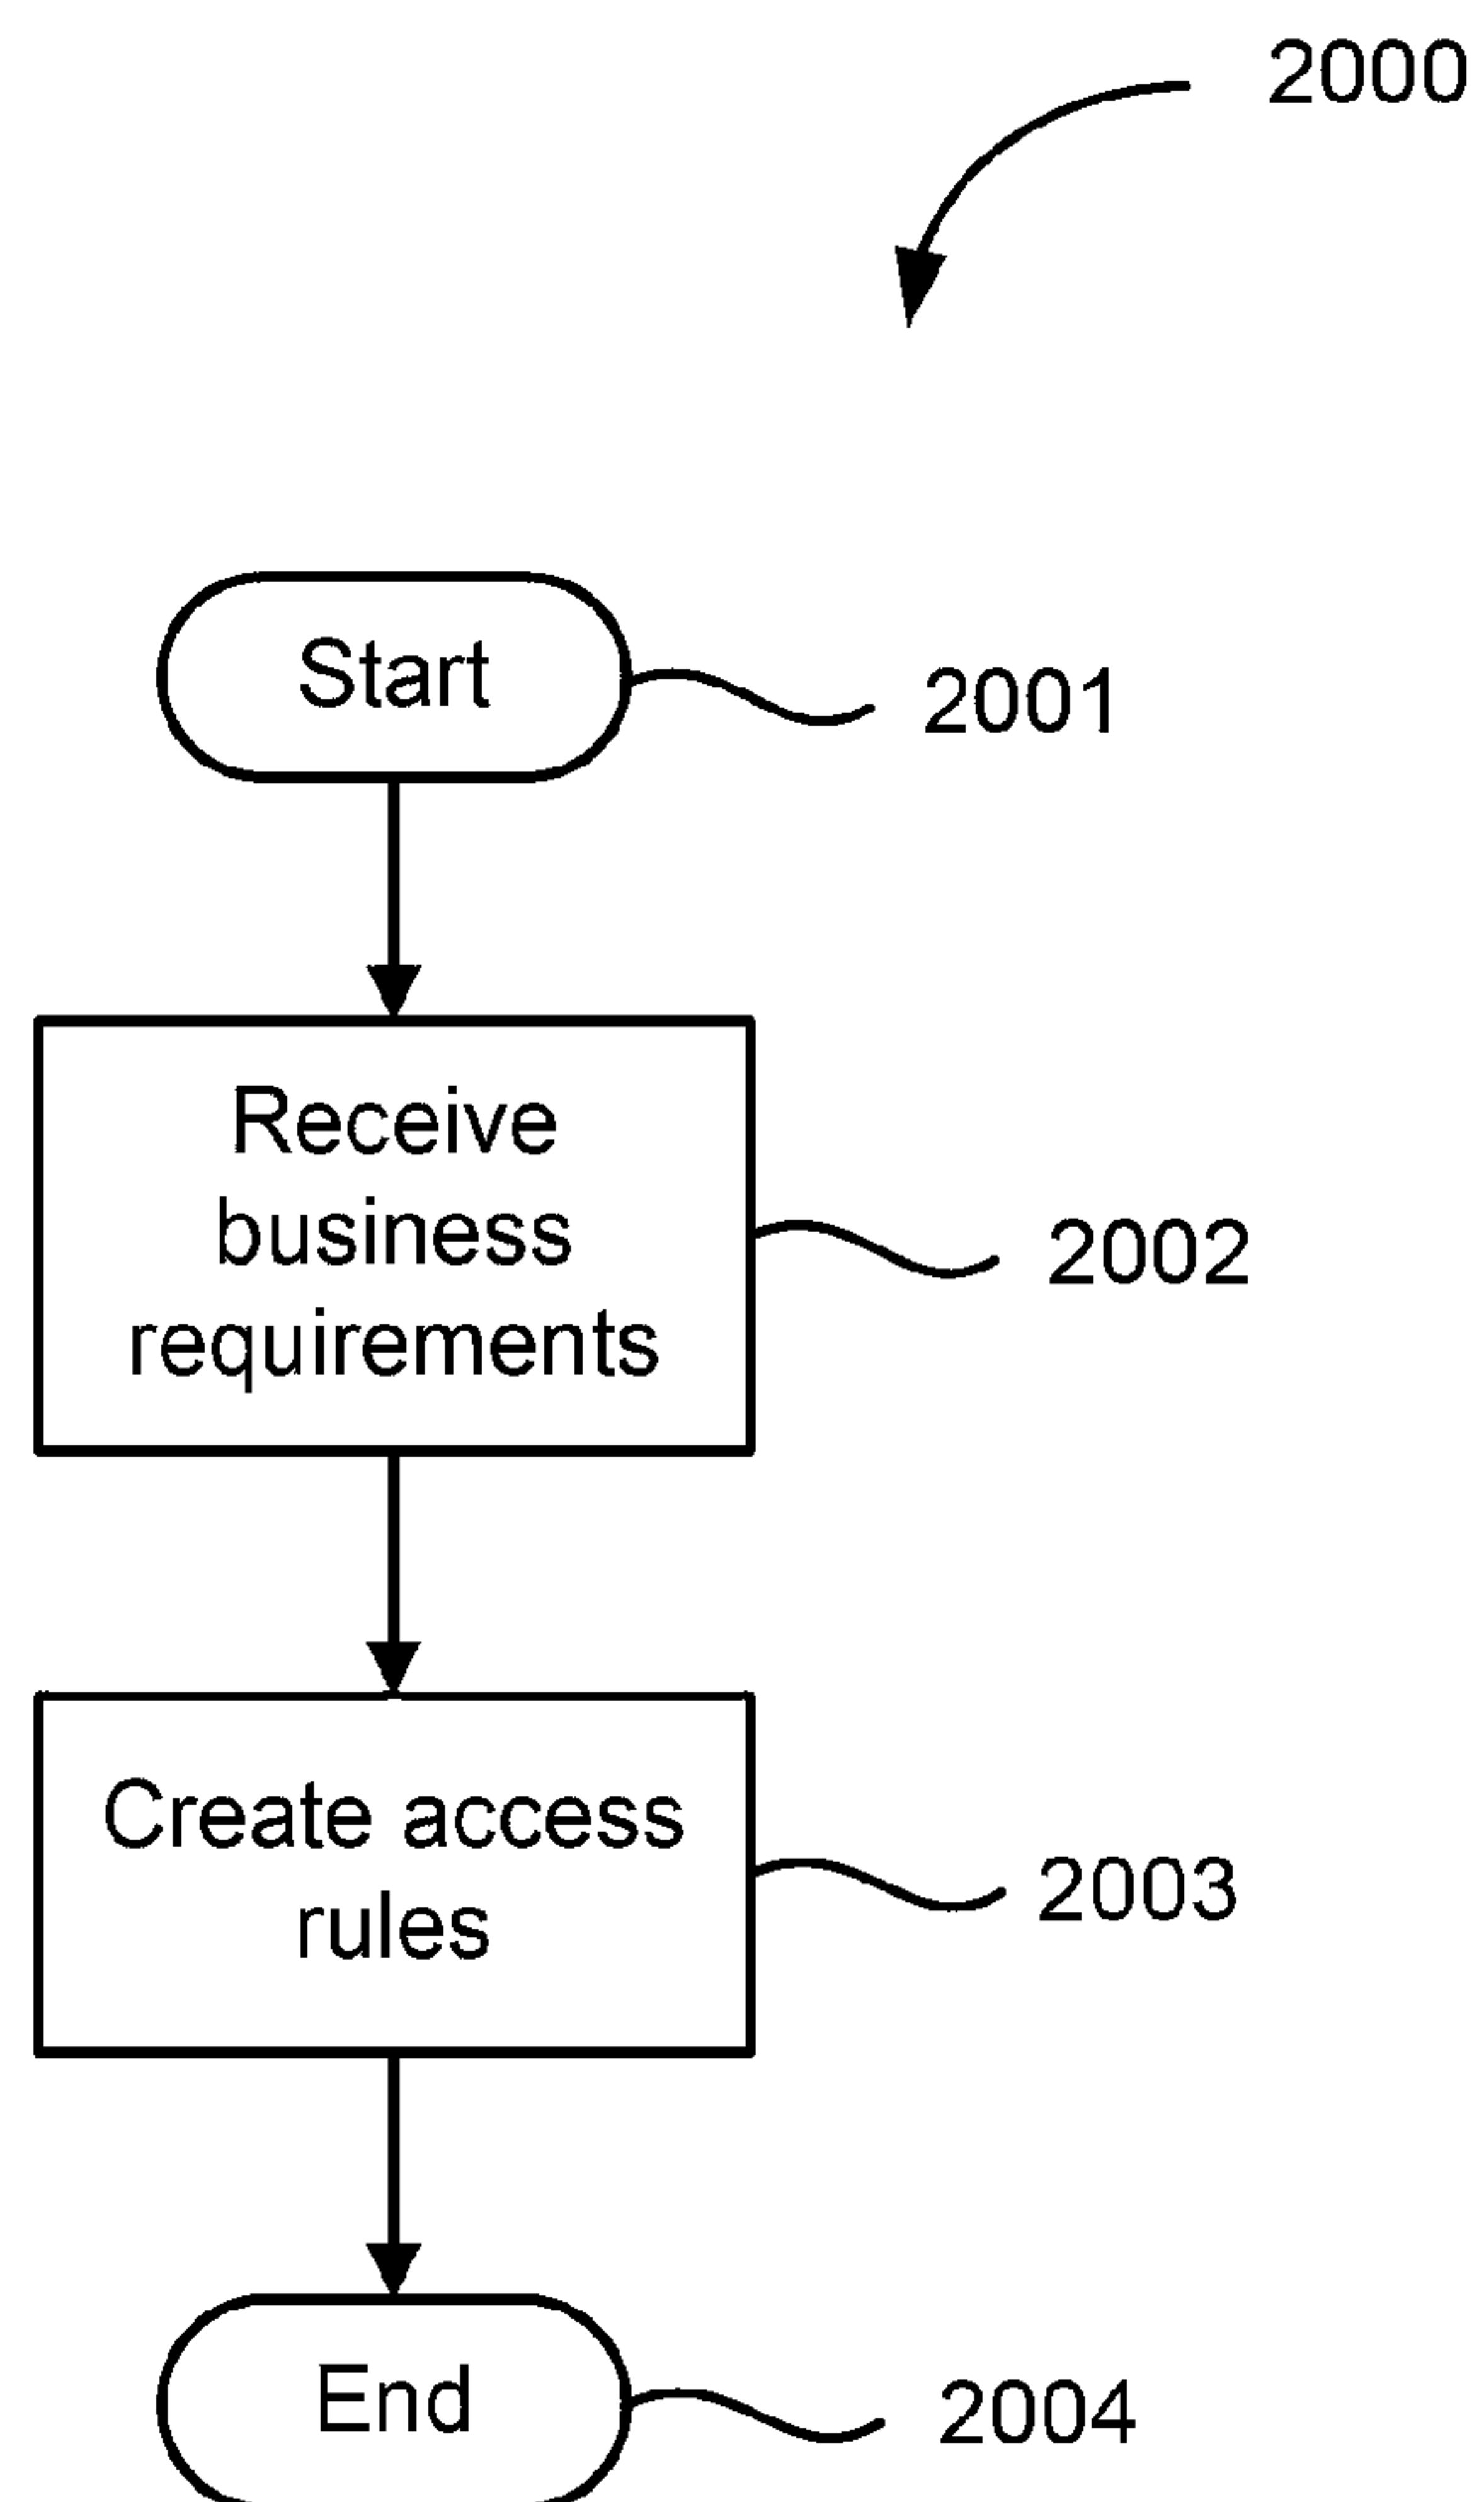 2000
Start
2001
Receive
business
requirements
2002
Create access
rules
2003
End
2004